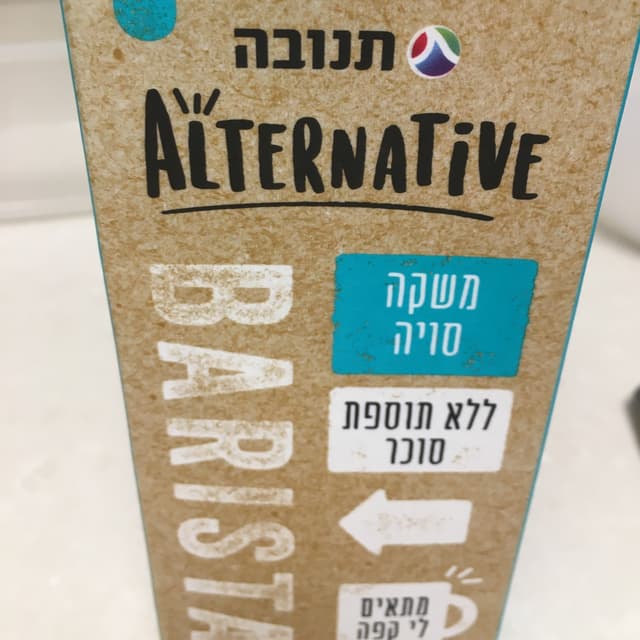 תנובה
ALTERNATIVE
BARISTA
משקה
סויה
ללא תוספת
סוכר
מתאים
לי קפה